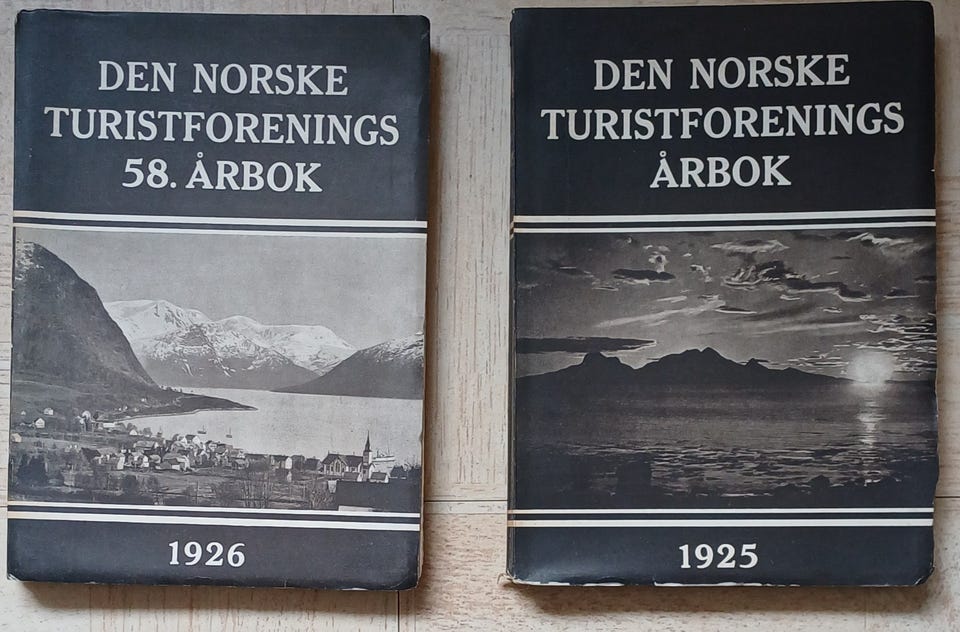 DEN NORSKE
TURISTFORENINGS
58. ÅRBOK
1926
DEN NORSKE
TURISTFORENINGS
ÅRBOK
1925